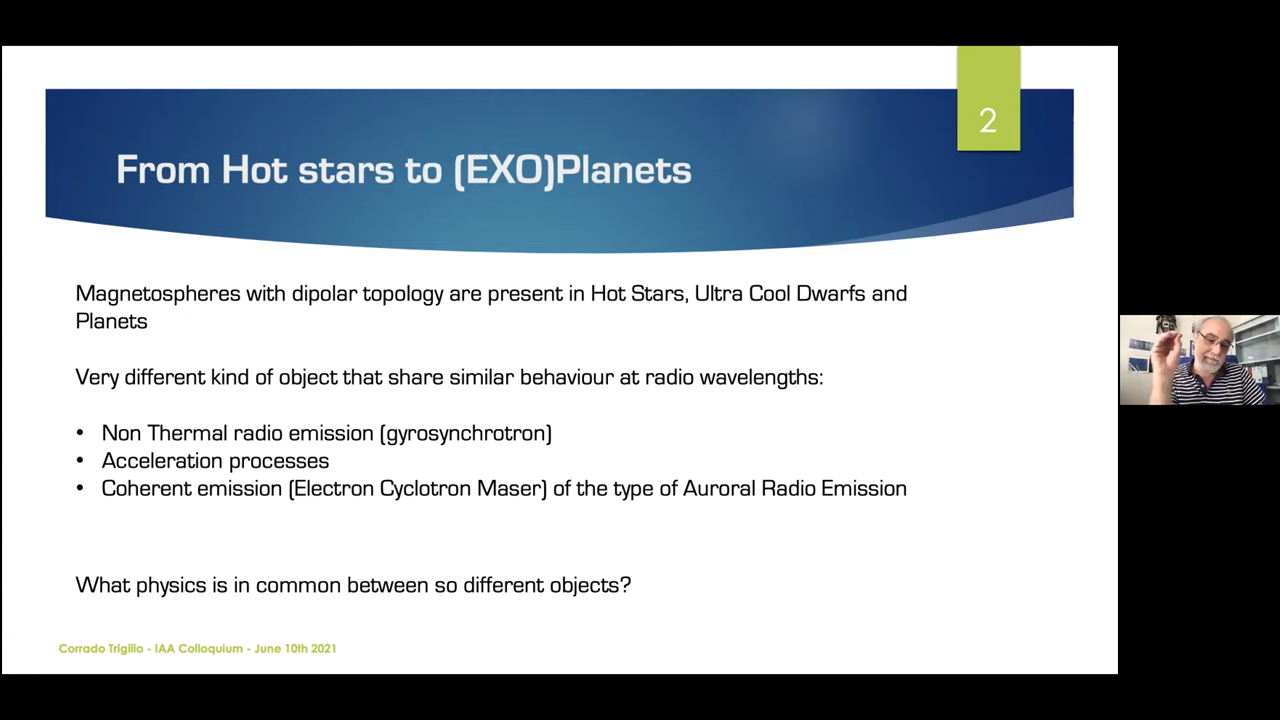 2
From Hot stars to (EXO)Planets
Magnetospheres with dipolar topology are present in Hot Stars, Ultra Cool Dwarfs and
Planets
Very different kind of object that share similar behaviour at radio wavelengths:
• Non Thermal radio emission (gyrosynchrotron)
• Acceleration processes
• Coherent emission (Electron Cyclotron Maser) of the type of Auroral Radio Emission
What physics is in common between so different objects?
Corrado Trigilio - IAA Colloquium - June 10th 2021